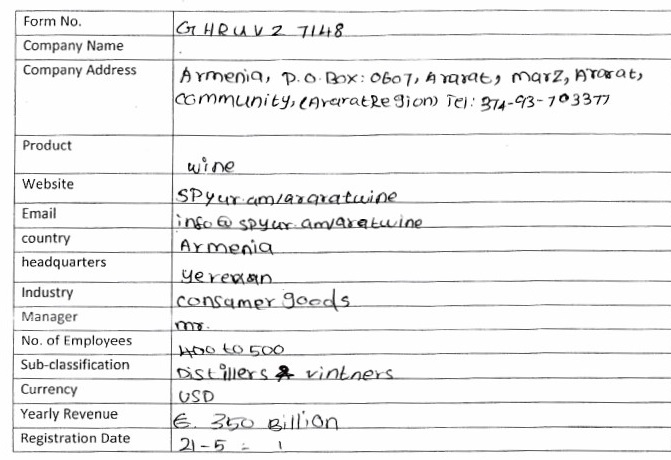 Form No. GHRUVZ 7148
Company Name
Company Address Armenia, P.O.Box: 0607, Ararat, marz, Ararat,
community, (Ararat Region) Tel: 374-93-703377
Product wine
Website SPyur.am/araratwine
Email info@spyur.am/aratwine
country Armenia
headquarters Yerevan
Industry consumer goods
Manager mr.
No. of Employees 400 to 500
Sub-classification Distillers & vintners
Currency USD
Yearly Revenue €. 350 Billion
Registration Date 21-5